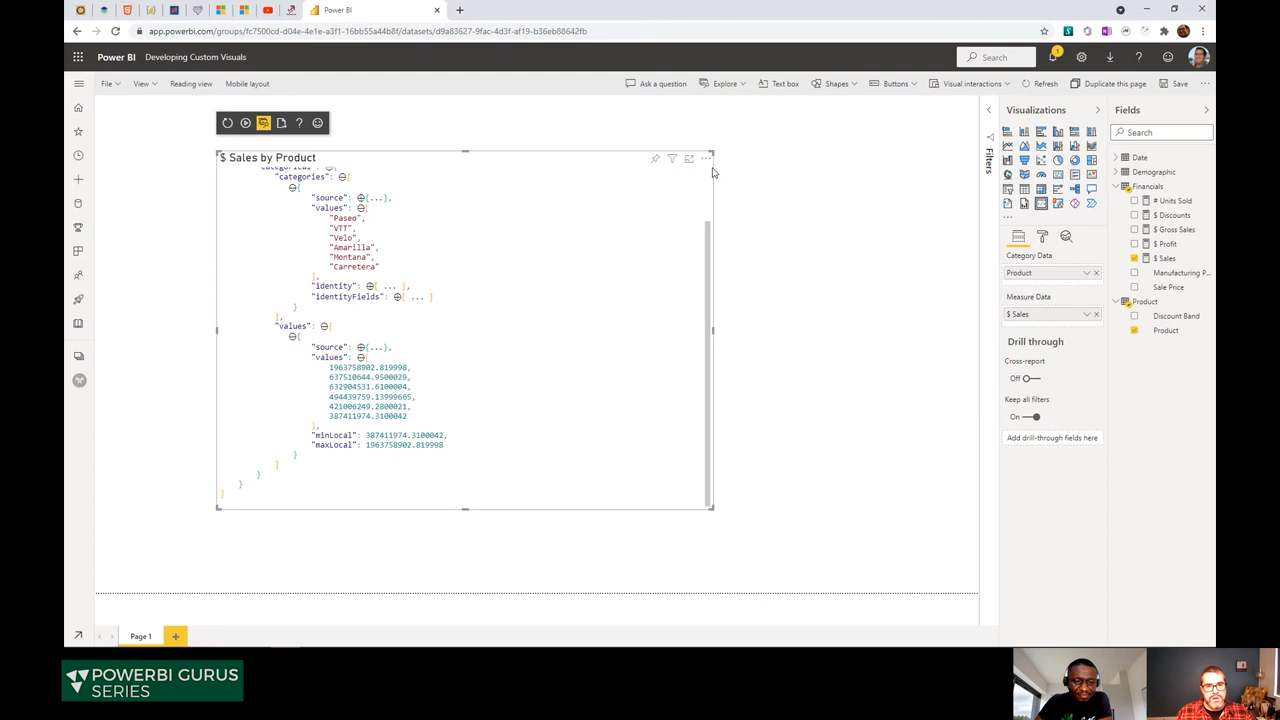 Power BI
app.powerbi.com/groups/fc7500cd-d04e-4e1e-a3f1-16bb55a44b8f/datasets/d9a83627-9fac-4d3f-af19-b36eb88642fb
Power BI Developing Custom Visuals
Search
1
File View Reading view Mobile layout
Ask a question Explore Text box Shapes Buttons Visual interactions Refresh Duplicate this page Save
$ Sales by Product
"categories": [
{
"source": {...},
"values": [
"Paseo",
"VTT",
"Velo",
"Amarilla",
"Montana",
"Carretera"
],
"identity": [ ... ],
"identityFields": [ ... ]
}
],
"values": [
{
"source": {...},
"values": [
1963758902.819998,
637510644.9500029,
632904531.6100004,
494439759.13999665,
421006249.2800021,
387411974.3100042
],
"minLocal": 387411974.3100042,
"maxLocal": 1963758902.819998
}
]
}
}
]
Filters
Visualizations
Category Data
Product
Measure Data
$ Sales
Drill through
Cross-report
Off
Keep all filters
On
Add drill-through fields here
Fields
Search
Date
Demographic
Financials
# Units Sold
$ Discounts
$ Gross Sales
$ Profit
$ Sales
Manufacturing P...
Sale Price
Product
Discount Band
Product
Page 1
POWERBI GURUS
SERIES